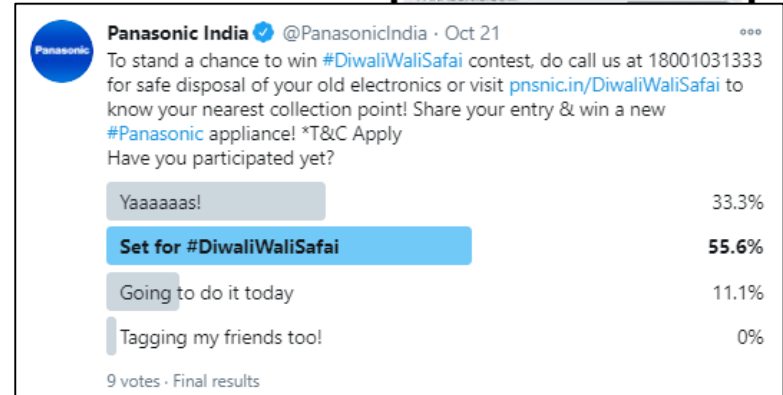 Panasonic
Panasonic India @PanasonicIndia · Oct 21
To stand a chance to win #DiwaliWaliSafai contest, do call us at 18001031333
for safe disposal of your old electronics or visit pnsnic.in/DiwaliWaliSafai to
know your nearest collection point! Share your entry & win a new
#Panasonic appliance! *T&C Apply
Have you participated yet?
Yaaaaaas! 33.3%
Set for #DiwaliWaliSafai 55.6%
Going to do it today 11.1%
Tagging my friends too! 0%
9 votes · Final results